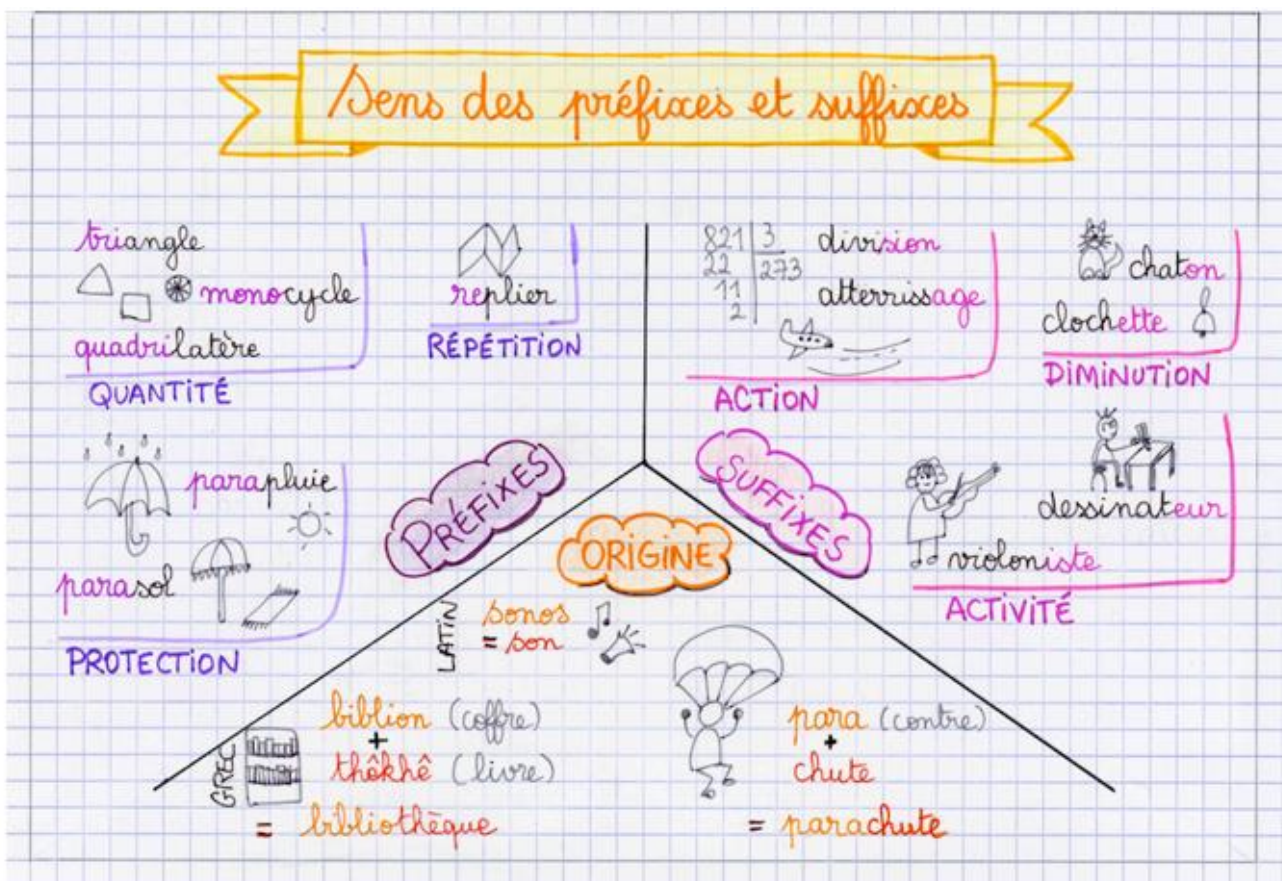 Sens des préfixes et suffixes
triangle
monocycle
quadrilatère
QUANTITÉ
replier
RÉPÉTITION
parapluie
parasol
PROTECTION
PRÉFIXES
821 3
22 273
11
2
division
atterrissage
ACTION
chaton
clochette
DIMINUTION
dessinateur
violoniste
ACTIVITÉ
SUFFIXES
ORIGINE
LATIN
sonos
= son
GREC
biblion (coffre)
+
thêkhê (livre)
= bibliothèque
para (contre)
+
chute
= parachute